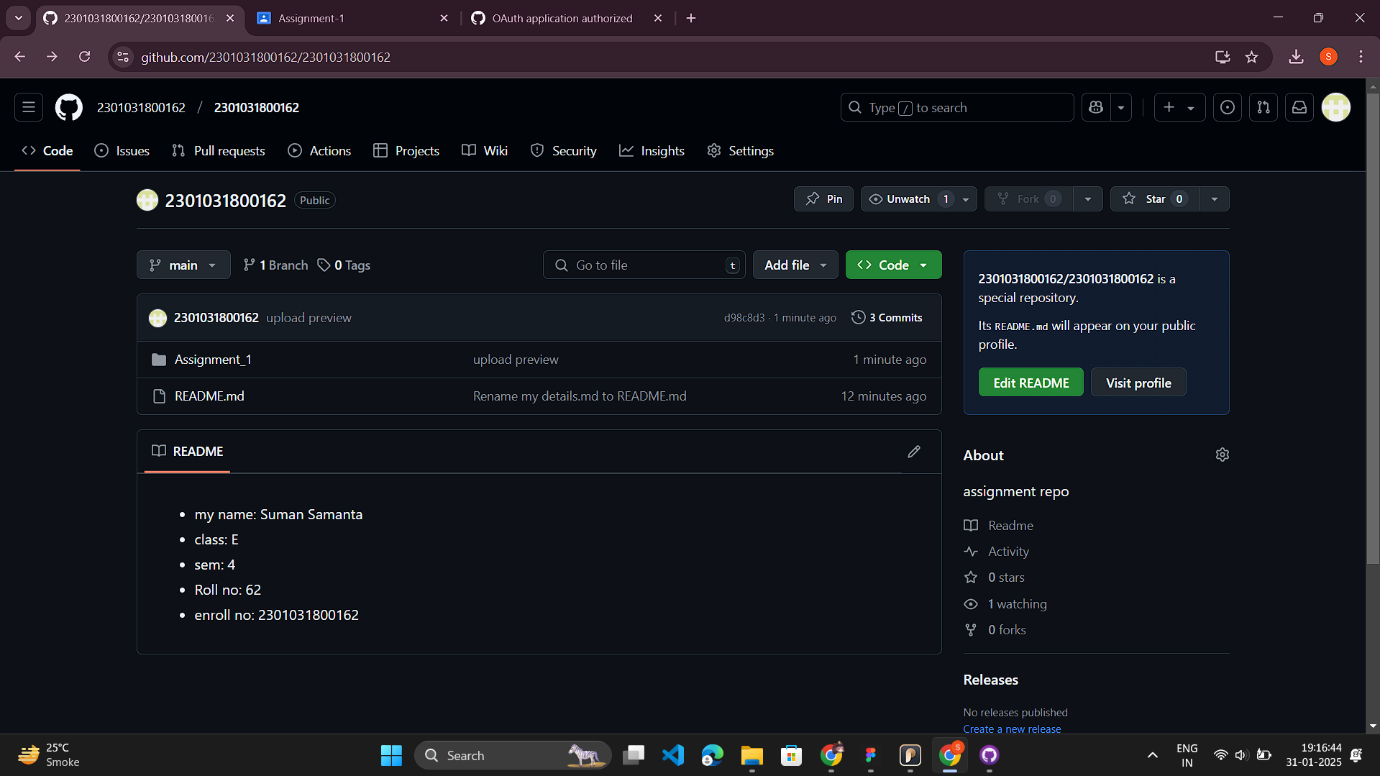 2301031800162/230103180016
Assignment-1
OAuth application authorized
github.com/2301031800162/2301031800162
S
2301031800162 / 2301031800162
Type / to search
Code
Issues
Pull requests
Actions
Projects
Wiki
Security
Insights
Settings
2301031800162 Public
Pin
Unwatch 1
Fork 0
Star 0
main
1 Branch
0 Tags
Go to file t
Add file
Code
2301031800162 upload preview d98c8d3 · 1 minute ago 3 Commits
Assignment_1 upload preview 1 minute ago
README.md Rename my details.md to README.md 12 minutes ago
README
• my name: Suman Samanta
• class: E
• sem: 4
• Roll no: 62
• enroll no: 2301031800162
2301031800162/2301031800162 is a
special repository.
Its README.md will appear on your public
profile.
Edit README
Visit profile
About
assignment repo
Readme
Activity
0 stars
1 watching
0 forks
Releases
No releases published
Create a new release
25°C
Smoke
Search
S
ENG
IN
19:16:44
31-01-2025